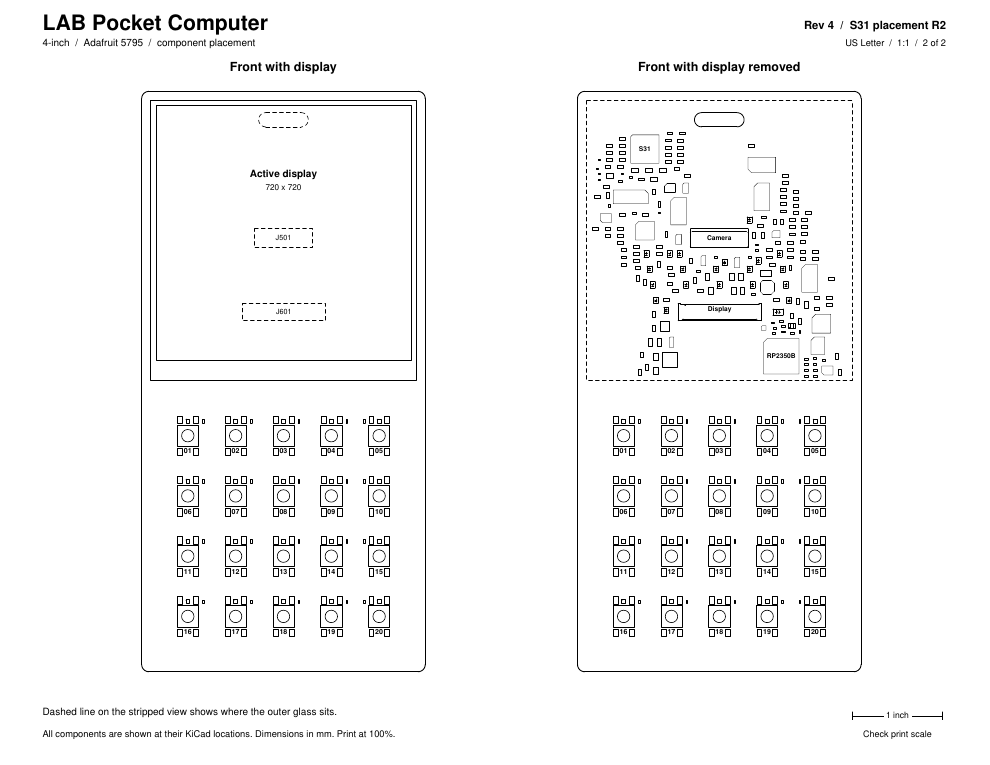 LAB Pocket Computer
4-inch / Adafruit 5795 / component placement
Rev 4 / S31 placement R2
US Letter / 1:1 / 2 of 2
Front with display
Active display
720 x 720
J501
J601
01 02 03 04 05
06 07 08 09 10
11 12 13 14 15
16 17 18 19 20
Front with display removed
S31
Camera
Display
RP2350B
01 02 03 04 05
06 07 08 09 10
11 12 13 14 15
16 17 18 19 20
Dashed line on the stripped view shows where the outer glass sits.
All components are shown at their KiCad locations. Dimensions in mm. Print at 100%.
1 inch
Check print scale